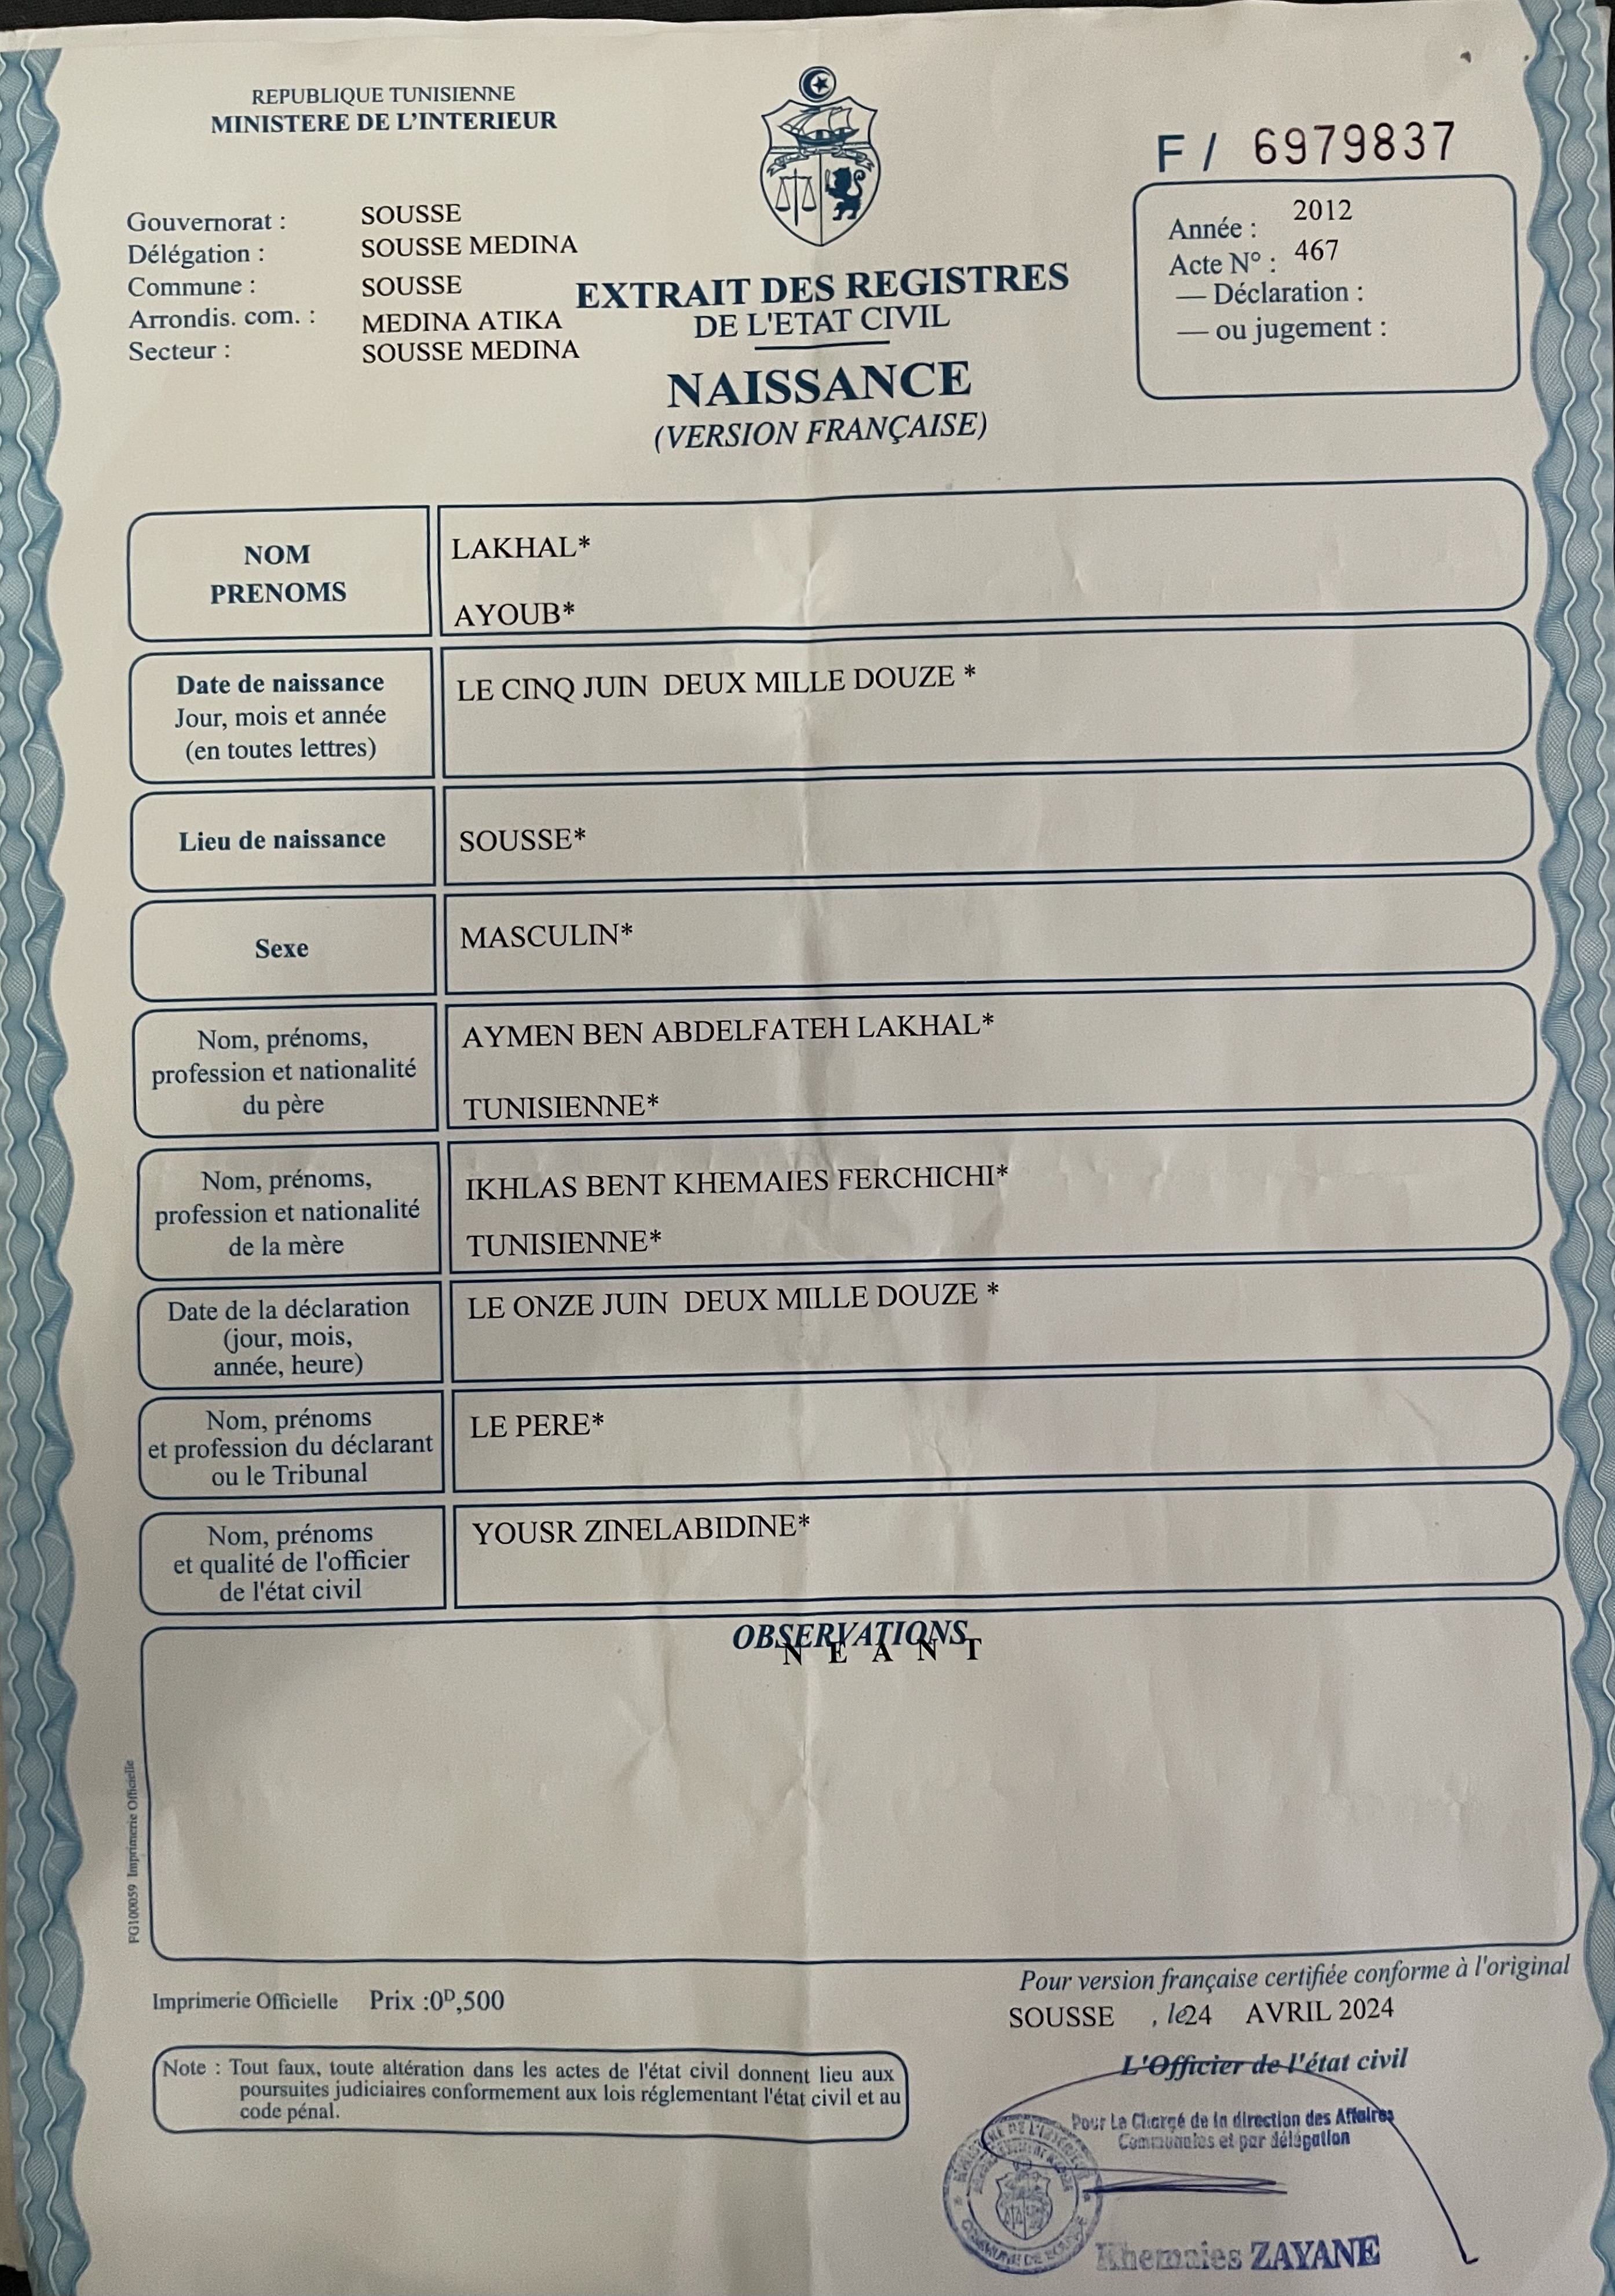 REPUBLIQUE TUNISIENNE
MINISTERE DE L'INTERIEUR
F / 6979837
Gouvernorat : SOUSSE
Délégation : SOUSSE MEDINA
Commune : SOUSSE
Arrondis. com. : MEDINA ATIKA
Secteur : SOUSSE MEDINA
EXTRAIT DES REGISTRES
DE L'ETAT CIVIL
NAISSANCE
(VERSION FRANÇAISE)
Année : 2012
Acte N° : 467
— Déclaration :
— ou jugement :
NOM
PRENOMS
LAKHAL*
AYOUB*
Date de naissance
Jour, mois et année
(en toutes lettres)
LE CINQ JUIN DEUX MILLE DOUZE *
Lieu de naissance
SOUSSE*
Sexe
MASCULIN*
Nom, prénoms,
profession et nationalité
du père
AYMEN BEN ABDELFATEH LAKHAL*
TUNISIENNE*
Nom, prénoms,
profession et nationalité
de la mère
IKHLAS BENT KHEMAIES FERCHICHI*
TUNISIENNE*
Date de la déclaration
(jour, mois,
année, heure)
LE ONZE JUIN DEUX MILLE DOUZE *
Nom, prénoms
et profession du déclarant
ou le Tribunal
LE PERE*
Nom, prénoms
et qualité de l'officier
de l'état civil
YOUSR ZINELABIDINE*
OBSERVATIONS
N E A N T
FG100059 Imprimerie Officielle
Pour version française certifiée conforme à l'original
SOUSSE , le 24 AVRIL 2024
Imprimerie Officielle Prix :0D,500
L'Officier de l'état civil
Note : Tout faux, toute altération dans les actes de l'état civil donnent lieu aux
poursuites judiciaires conformement aux lois réglementant l'état civil et au
code pénal.
Pour Le Chargé de la direction des Affaires
Communales et par délégation
Khemaies ZAYANE